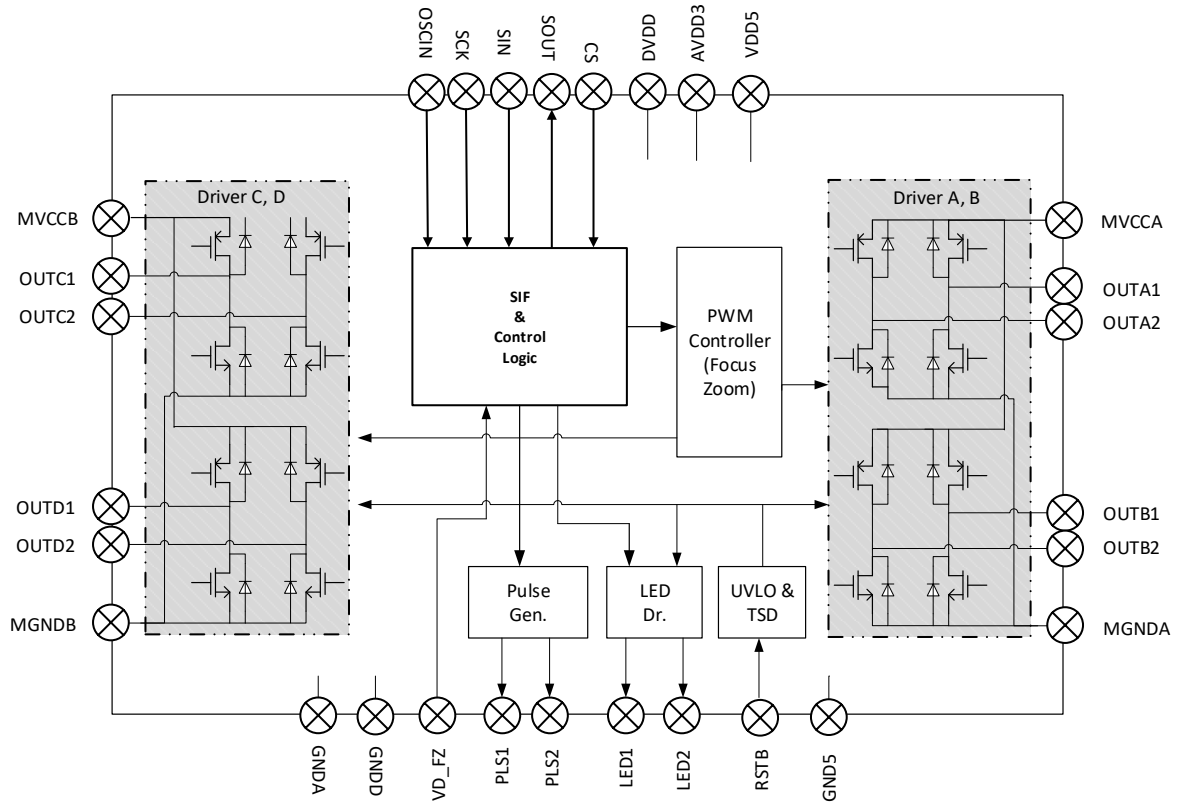 OSCIN
SCK
SIN
SOUT
CS
DVDD
AVDD3
VDD5
Driver C, D
Driver A, B
MVCCB
MVCCA
OUTC1
OUTA1
OUTC2
OUTA2
SIF
&
Control
Logic
PWM
Controller
(Focus
Zoom)
OUTD1
OUTB1
OUTD2
OUTB2
Pulse
Gen.
LED
Dr.
UVLO &
TSD
MGNDB
MGNDA
GNDA
GNDD
VD_FZ
PLS1
PLS2
LED1
LED2
RSTB
GND5